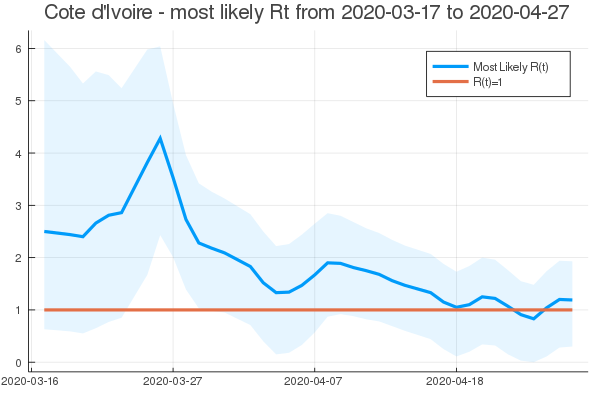 Cote d'Ivoire - most likely Rt from 2020-03-17 to 2020-04-27
Most Likely R(t)
R(t)=1
6
5
4
3
2
1
0
2020-03-16 2020-03-27 2020-04-07 2020-04-18